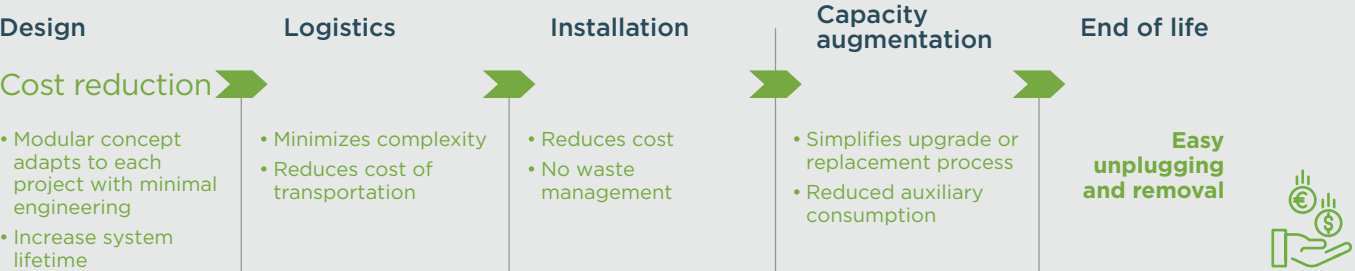 Design
Logistics
Installation
Capacity
augmentation
End of life
Cost reduction
• Modular concept
adapts to each
project with minimal
engineering
• Increase system
lifetime
• Minimizes complexity
• Reduces cost of
transportation
• Reduces cost
• No waste
management
• Simplifies upgrade or
replacement process
• Reduced auxiliary
consumption
Easy
unplugging
and removal
€
$